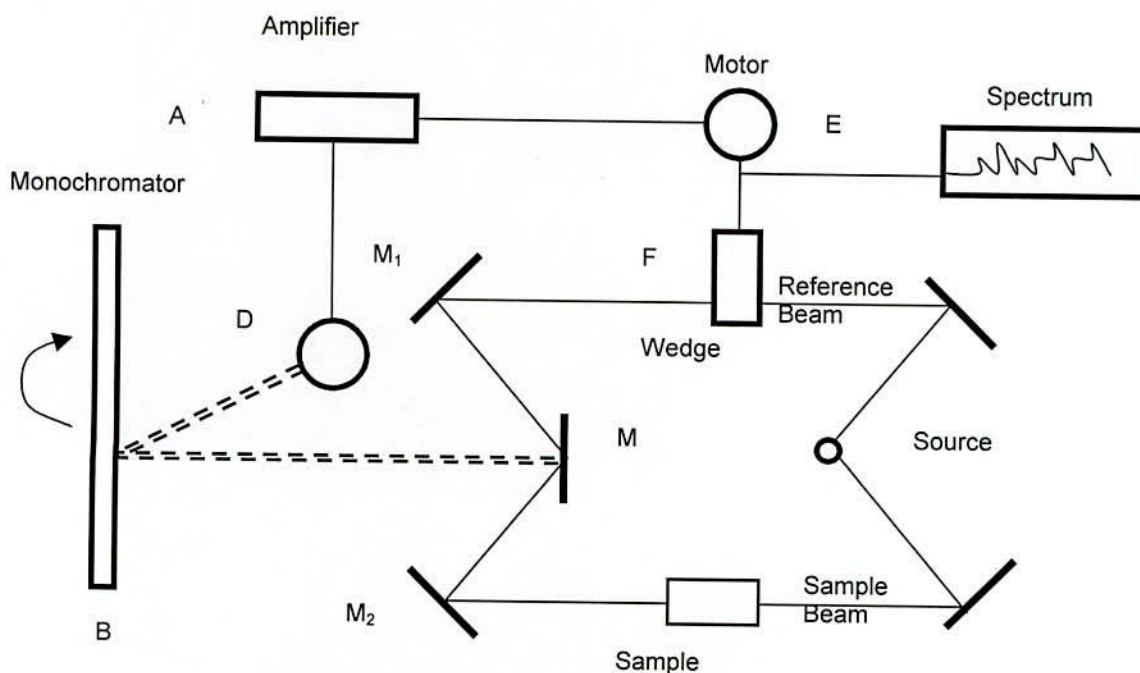 Amplifier
Motor
Spectrum
A
E
Monochromator
M₁
F
Reference
Beam
D
Wedge
M
Source
Sample
Beam
M₂
B
Sample